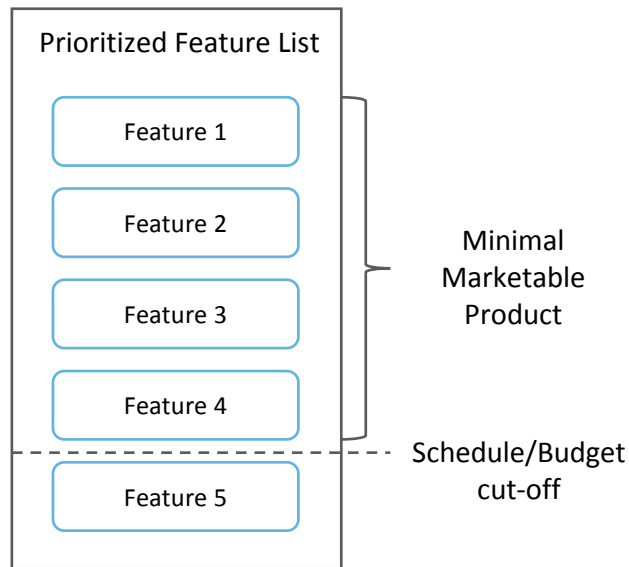 Prioritized Feature List
Feature 1
Feature 2
Feature 3
Feature 4
Feature 5
Minimal
Marketable
Product
Schedule/Budget
cut-off